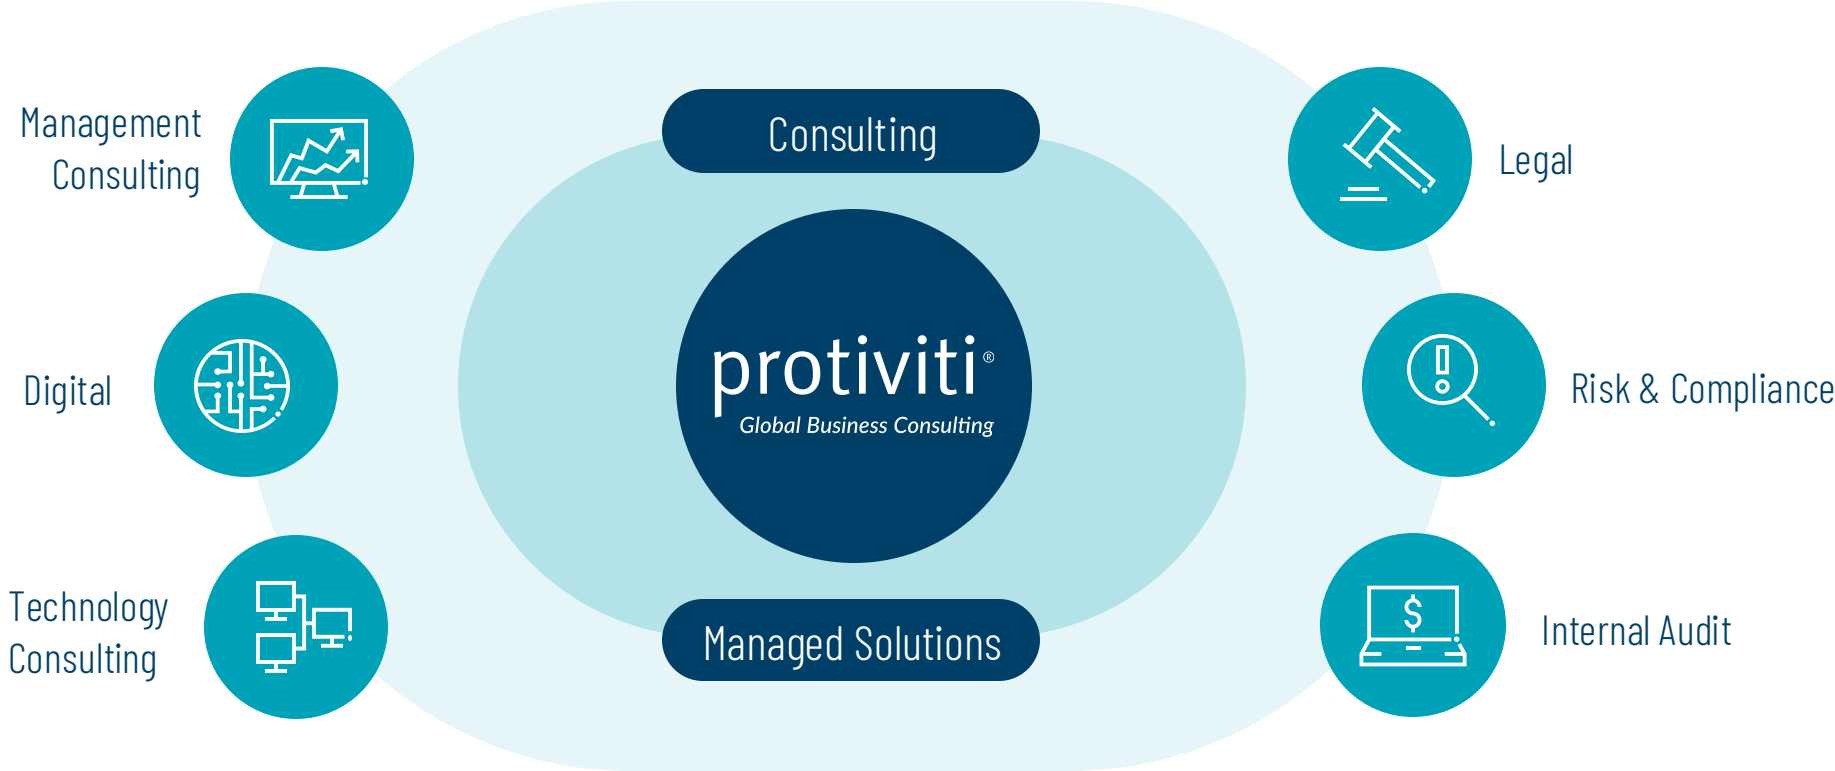 Management
Consulting
Digital
Technology
Consulting
Consulting
protiviti®
Global Business Consulting
Managed Solutions
Legal
Risk & Compliance
Internal Audit